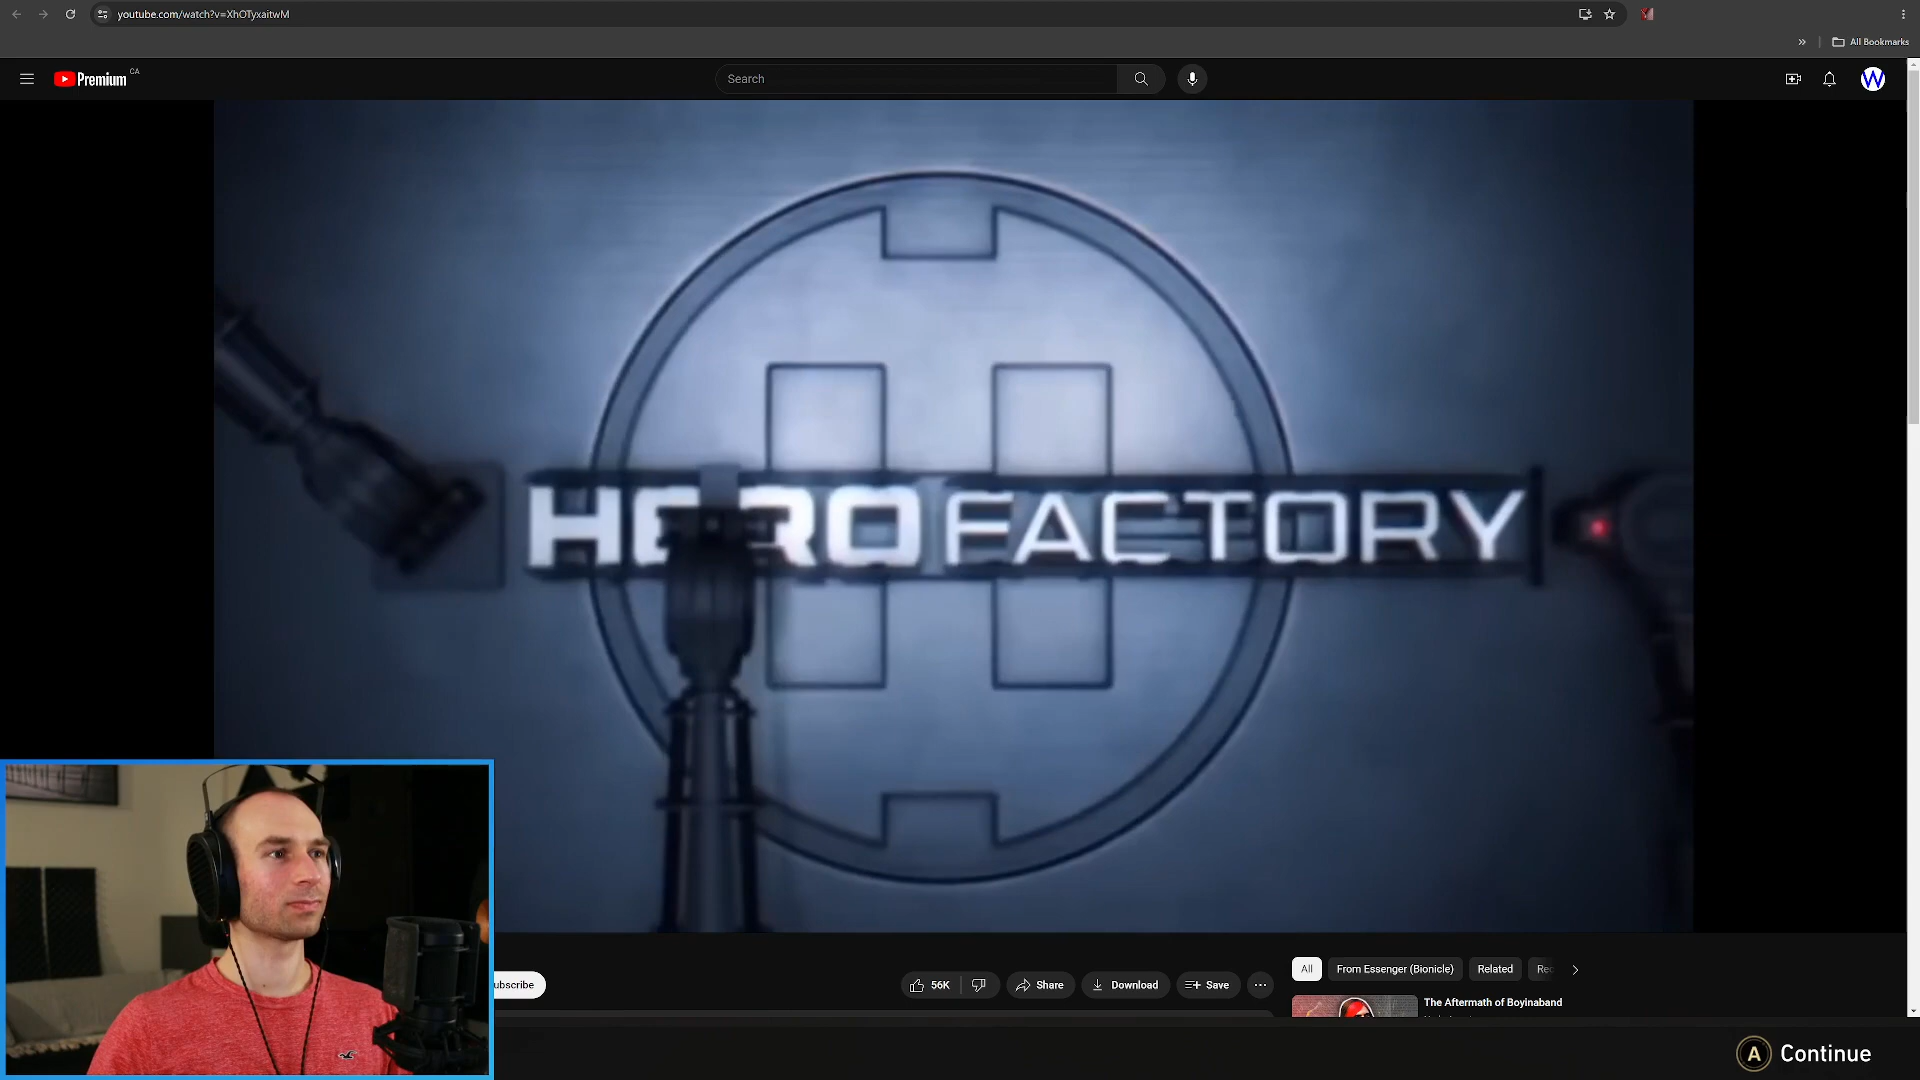 youtube.com/watch?v=XhOTyxaitwM
All Bookmarks
Premium CA
Search
W
HERO FACTORY
ubscribe
56K
Share
Download
Save
All
From Essenger (Bionicle)
Related
The Aftermath of Boyinaband
A Continue